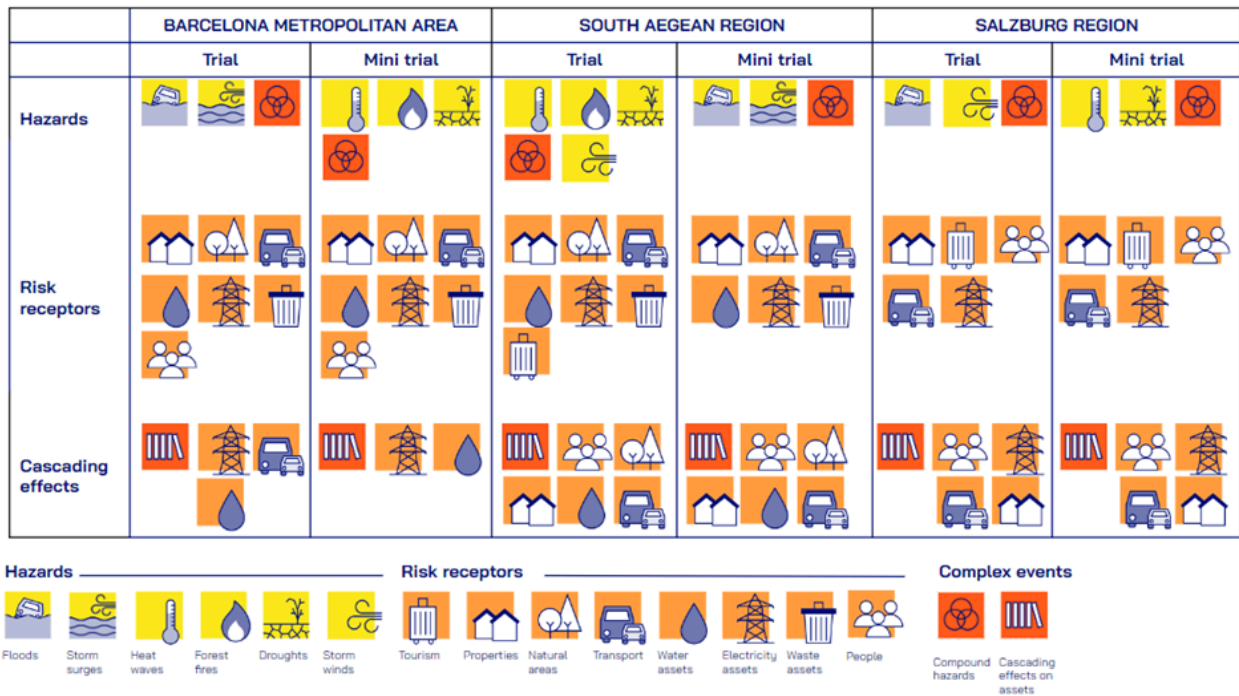 BARCELONA METROPOLITAN AREA
SOUTH AEGEAN REGION
SALZBURG REGION
Trial
Mini trial
Trial
Mini trial
Trial
Mini trial
Hazards
Risk
receptors
Cascading
effects
Hazards
Risk receptors
Complex events
Floods
Storm
surges
Heat
waves
Forest
fires
Droughts
Storm
winds
Tourism
Properties
Natural
areas
Transport
Water
assets
Electricity
assets
Waste
assets
People
Compound
hazards
Cascading
effects on
assets